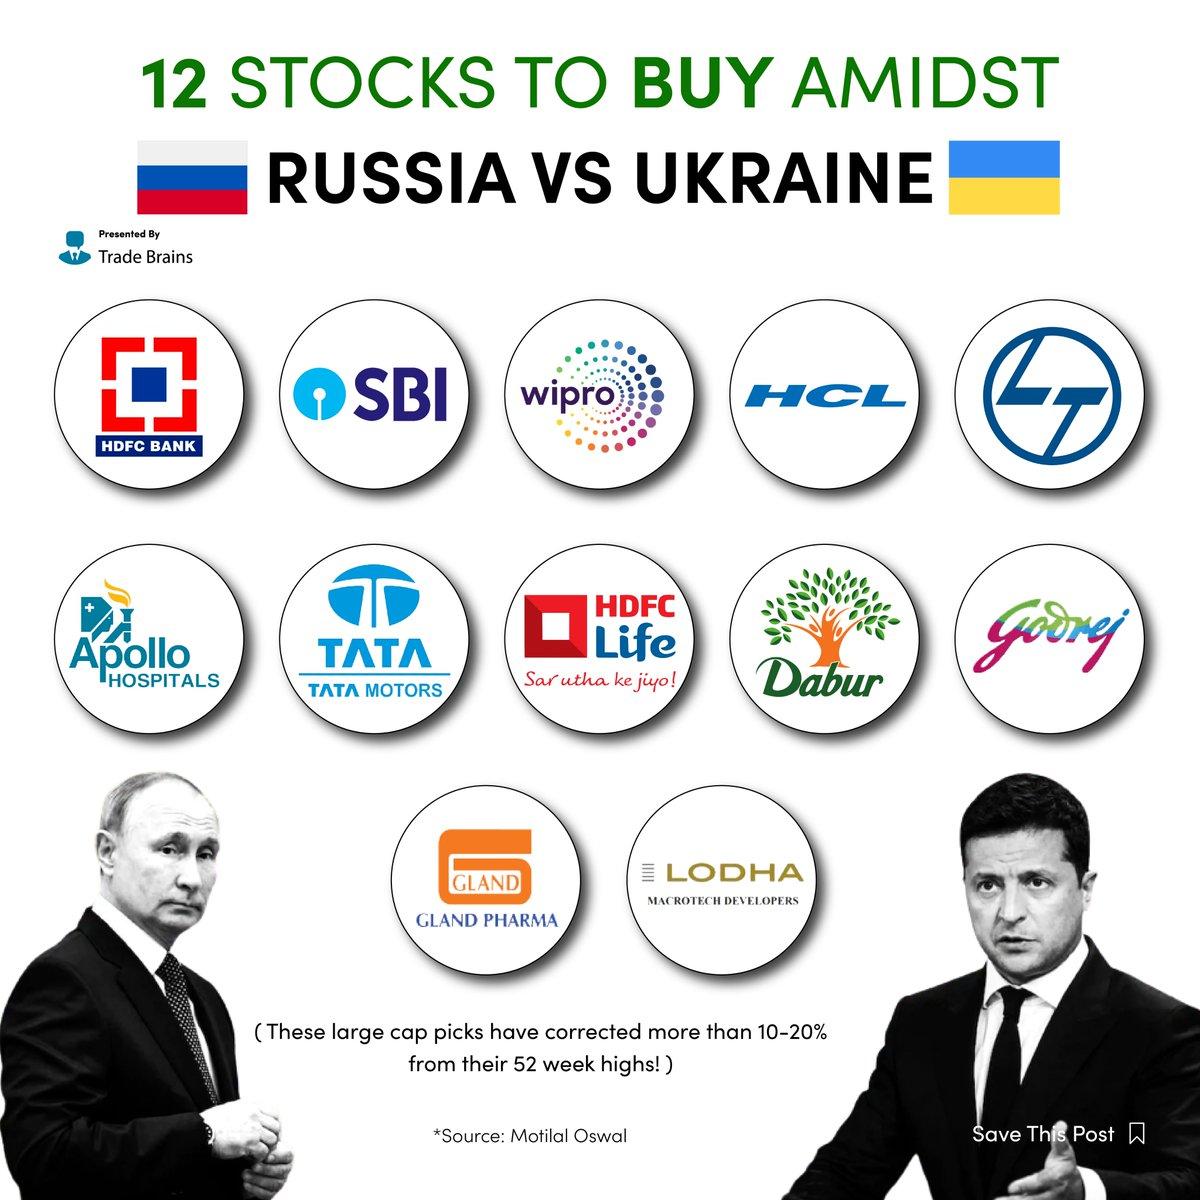 12 STOCKS TO BUY AMIDST
RUSSIA VS UKRAINE
Presented By
Trade Brains
HDFC BANK
SBI
wipro
HCL
LT
Apollo
HOSPITALS
TATA
TATA MOTORS
HDFC
Life
Sar utha ke jiyo!
Dabur
Godrej
GLAND
GLAND PHARMA
LODHA
MACROTECH DEVELOPERS
( These large cap picks have corrected more than 10-20%
from their 52 week highs! )
*Source: Motilal Oswal
Save This Post